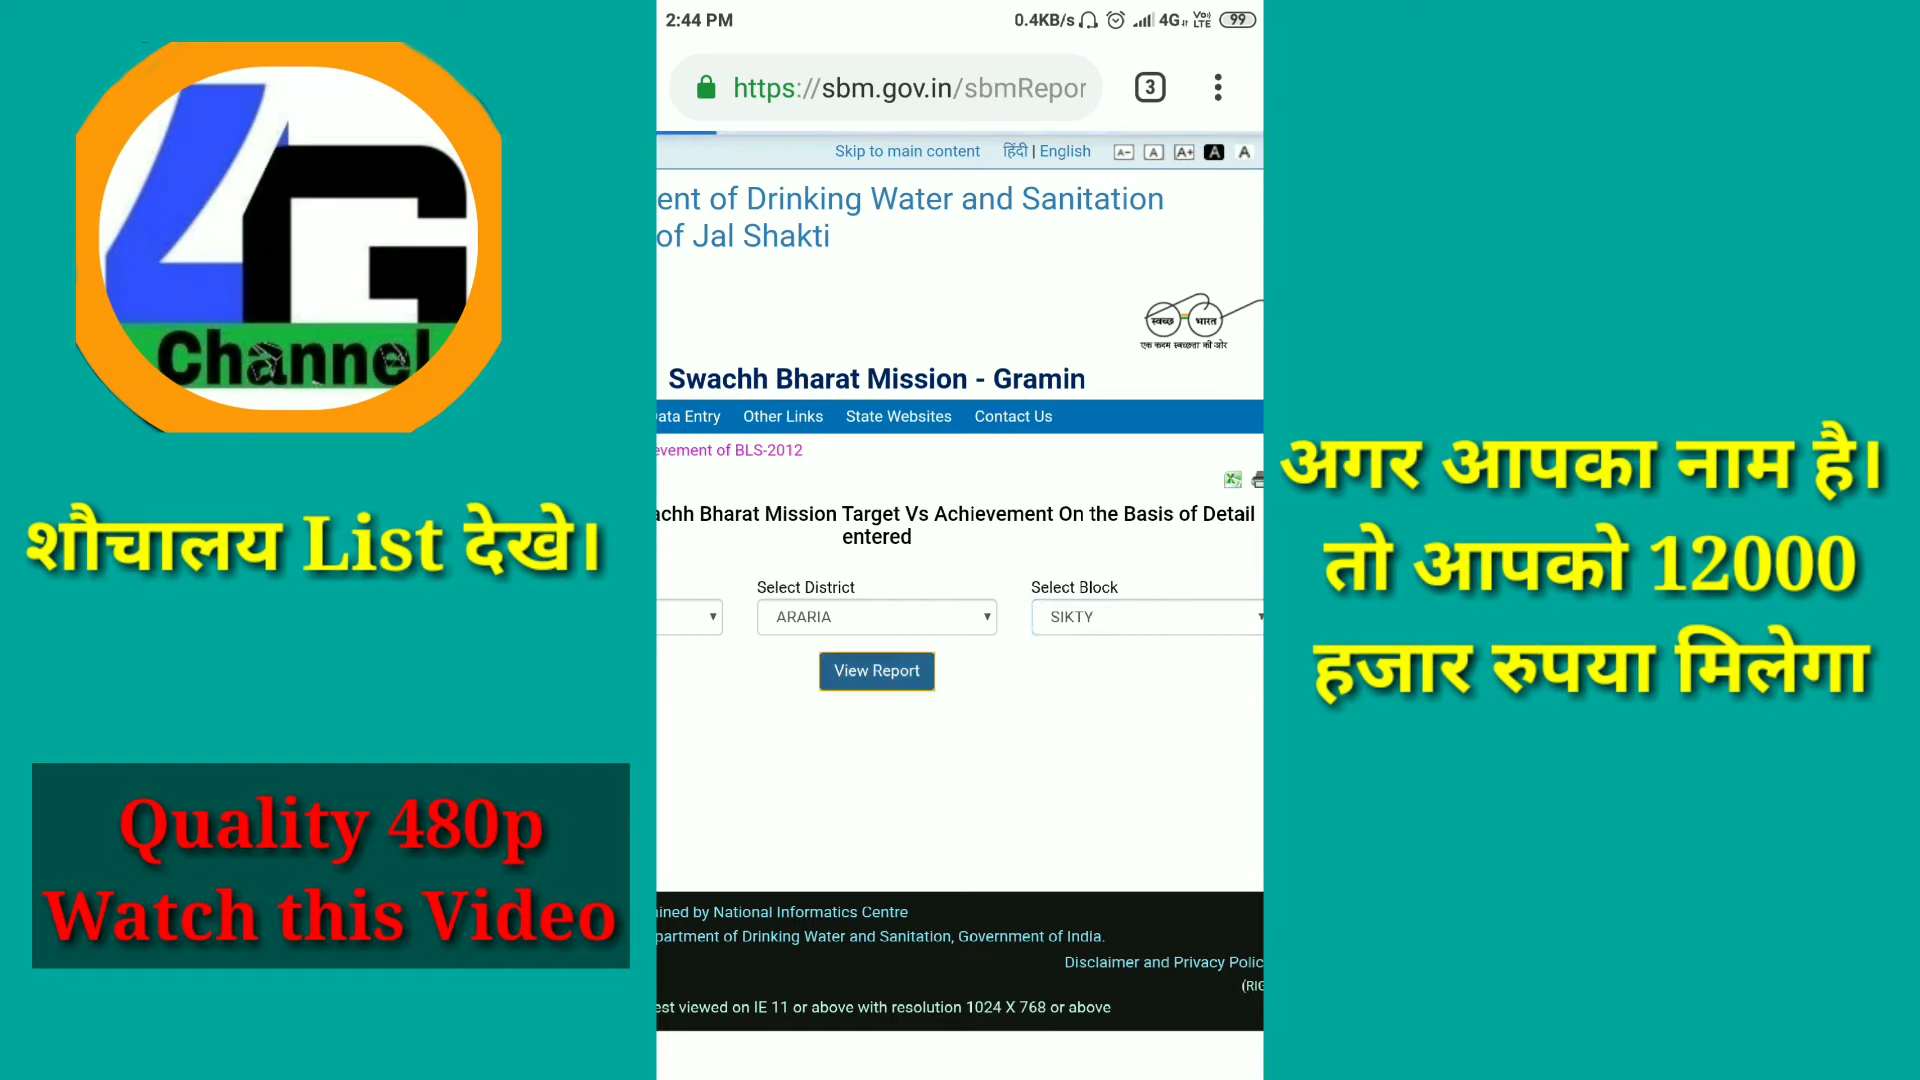 4G
Channel
शौचालय List देखे।
Quality 480p
Watch this Video
2:44 PM
0.4KB/s 4G VoLTE 99
https://sbm.gov.in/sbmRepor
3
Skip to main content हिंदी | English A- A A+ A A
ent of Drinking Water and Sanitation
of Jal Shakti
स्वच्छ भारत
एक कदम स्वच्छता की ओर
Swachh Bharat Mission - Gramin
ata Entry Other Links State Websites Contact Us
evement of BLS-2012
achh Bharat Mission Target Vs Achievement On the Basis of Detail
entered
Select District Select Block
ARARIA SIKTY
View Report
ined by National Informatics Centre
partment of Drinking Water and Sanitation, Government of India.
Disclaimer and Privacy Polic
(RIG
est viewed on IE 11 or above with resolution 1024 X 768 or above
अगर आपका नाम है।
तो आपको 12000
हजार रुपया मिलेगा